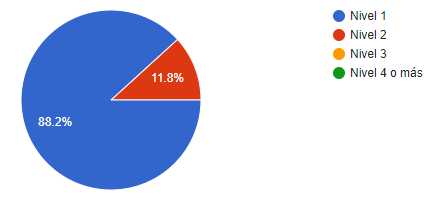 Nivel 1
Nivel 2
Nivel 3
Nivel 4 o más
11.8%
88.2%